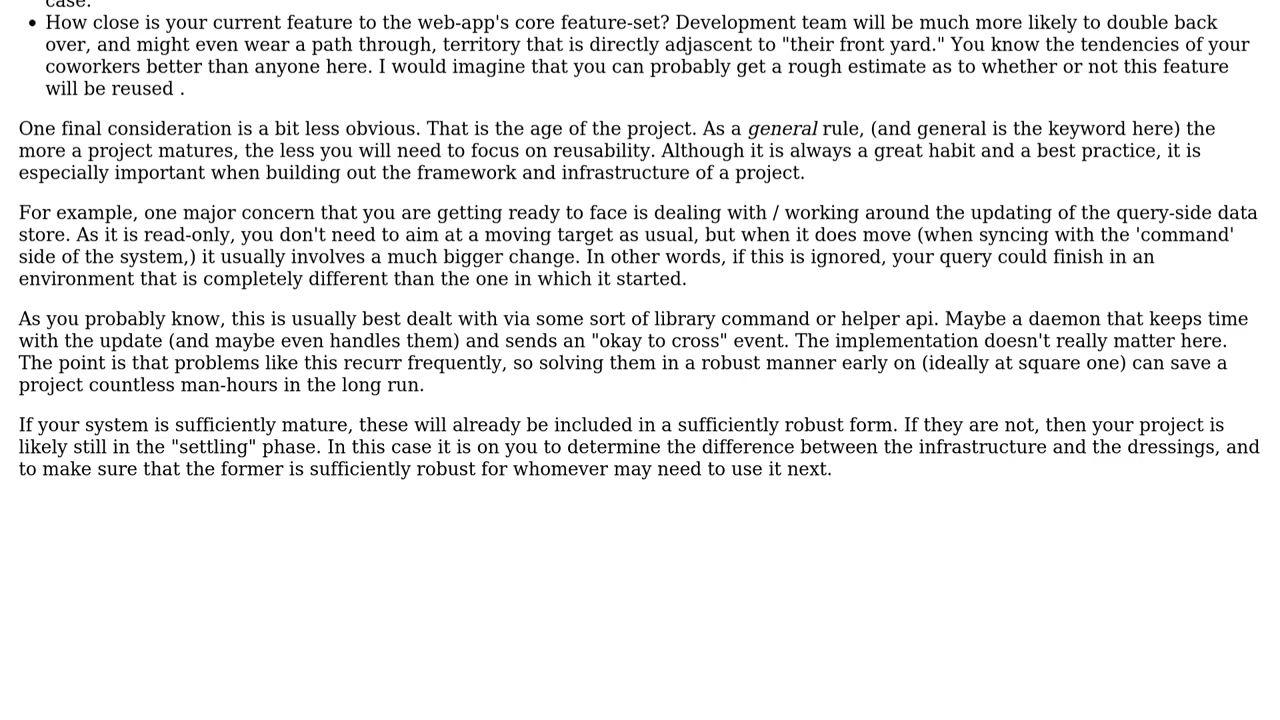 case.
• How close is your current feature to the web-app's core feature-set? Development team will be much more likely to double back
over, and might even wear a path through, territory that is directly adjascent to "their front yard." You know the tendencies of your
coworkers better than anyone here. I would imagine that you can probably get a rough estimate as to whether or not this feature
will be reused .
One final consideration is a bit less obvious. That is the age of the project. As a general rule, (and general is the keyword here) the
more a project matures, the less you will need to focus on reusability. Although it is always a great habit and a best practice, it is
especially important when building out the framework and infrastructure of a project.
For example, one major concern that you are getting ready to face is dealing with / working around the updating of the query-side data
store. As it is read-only, you don't need to aim at a moving target as usual, but when it does move (when syncing with the 'command'
side of the system,) it usually involves a much bigger change. In other words, if this is ignored, your query could finish in an
environment that is completely different than the one in which it started.
As you probably know, this is usually best dealt with via some sort of library command or helper api. Maybe a daemon that keeps time
with the update (and maybe even handles them) and sends an "okay to cross" event. The implementation doesn't really matter here.
The point is that problems like this recurr frequently, so solving them in a robust manner early on (ideally at square one) can save a
project countless man-hours in the long run.
If your system is sufficiently mature, these will already be included in a sufficiently robust form. If they are not, then your project is
likely still in the "settling" phase. In this case it is on you to determine the difference between the infrastructure and the dressings, and
to make sure that the former is sufficiently robust for whomever may need to use it next.